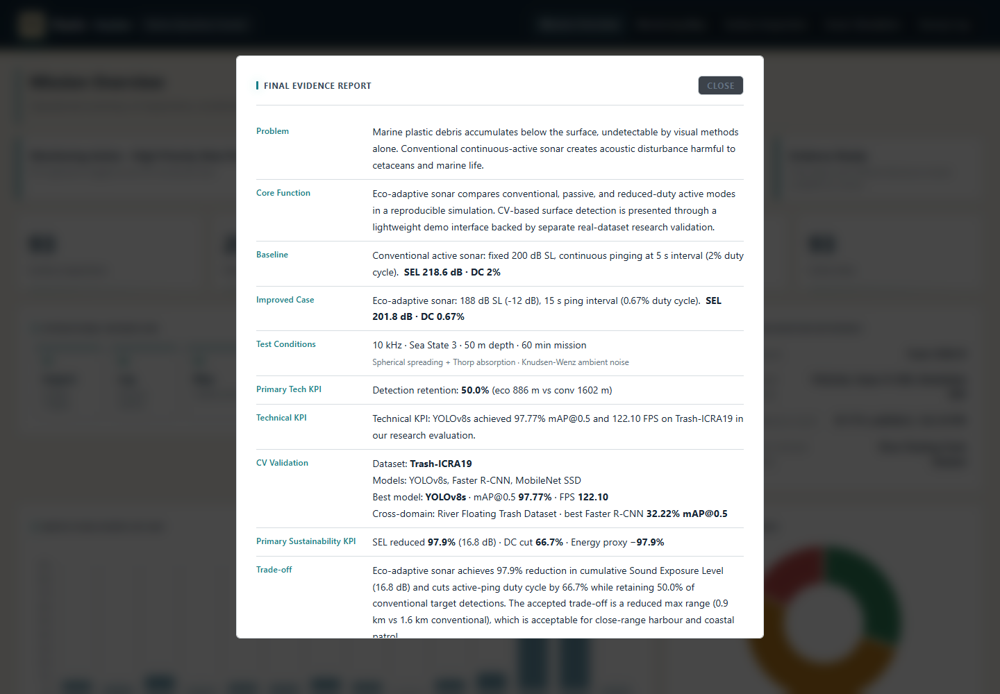 FINAL EVIDENCE REPORT
CLOSE
Problem
Marine plastic debris accumulates below the surface, undetectable by visual methods
alone. Conventional continuous-active sonar creates acoustic disturbance harmful to
cetaceans and marine life.
Core Function
Eco-adaptive sonar compares conventional, passive, and reduced-duty active modes
in a reproducible simulation. CV-based surface detection is presented through a
lightweight demo interface backed by separate real-dataset research validation.
Baseline
Conventional active sonar: fixed 200 dB SL, continuous pinging at 5 s interval (2% duty
cycle). SEL 218.6 dB · DC 2%
Improved Case
Eco-adaptive sonar: 188 dB SL (-12 dB), 15 s ping interval (0.67% duty cycle). SEL
201.8 dB · DC 0.67%
Test Conditions
10 kHz · Sea State 3 · 50 m depth · 60 min mission
Spherical spreading + Thorp absorption · Knudsen-Wenz ambient noise
Primary Tech KPI
Detection retention: 50.0% (eco 886 m vs conv 1602 m)
Technical KPI
Technical KPI: YOLOv8s achieved 97.77% mAP@0.5 and 122.10 FPS on Trash-ICRA19 in
our research evaluation.
CV Validation
Dataset: Trash-ICRA19
Models: YOLOv8s, Faster R-CNN, MobileNet SSD
Best model: YOLOv8s · mAP@0.5 97.77% · FPS 122.10
Cross-domain: River Floating Trash Dataset · best Faster R-CNN 32.22% mAP@0.5
Primary Sustainability KPI
SEL reduced 97.9% (16.8 dB) · DC cut 66.7% · Energy proxy −97.9%
Trade-off
Eco-adaptive sonar achieves 97.9% reduction in cumulative Sound Exposure Level
(16.8 dB) and cuts active-ping duty cycle by 66.7% while retaining 50.0% of
conventional target detections. The accepted trade-off is a reduced max range (0.9
km vs 1.6 km conventional), which is acceptable for close-range harbour and coastal
patrol.